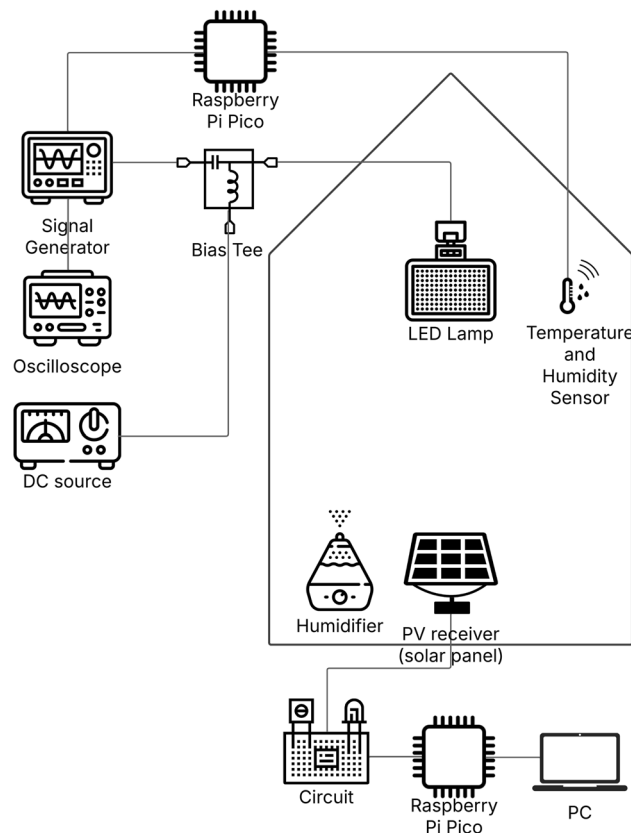 Raspberry
Pi Pico
Signal
Generator
Bias Tee
LED Lamp
Temperature
and
Humidity
Sensor
Oscilloscope
DC source
Humidifier
PV receiver
(solar panel)
Circuit
Raspberry
Pi Pico
PC